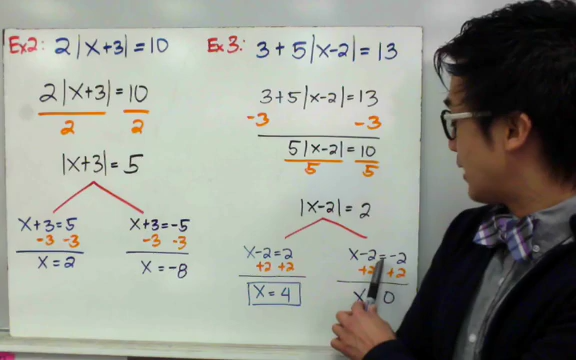 Ex2: 2|x+3|=10
2|x+3|=10
2 2
|x+3|=5
x+3=5 x+3=-5
-3 -3 -3 -3
x=2 x=-8
Ex3: 3+5|x-2|=13
3+5|x-2|=13
-3 -3
5|x-2|=10
5 5
|x-2|=2
x-2=2 x-2=-2
+2 +2 +2 +2
x=4 x 0